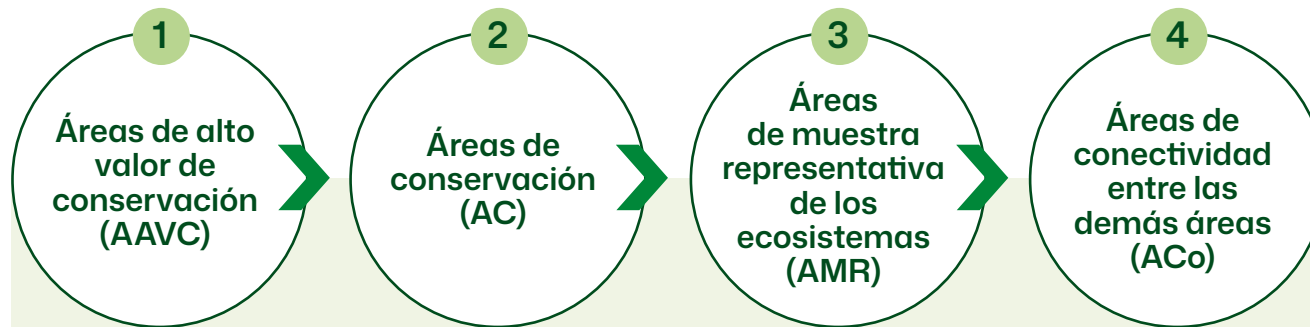 1
Áreas de alto
valor de
conservación
(AAVC)
2
Áreas de
conservación
(AC)
3
Áreas
de muestra
representativa
de los
ecosistemas
(AMR)
4
Áreas de
conectividad
entre las
demás áreas
(ACo)